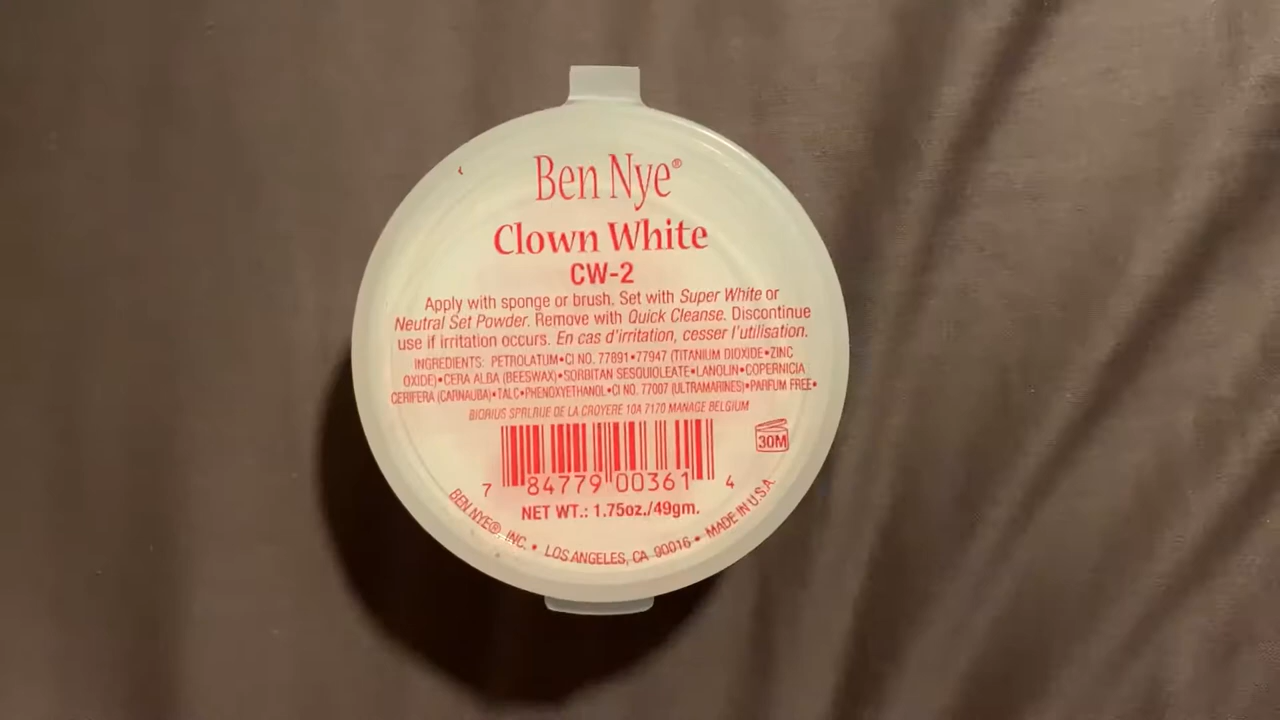 Ben Nye®
Clown White
CW-2
Apply with sponge or brush. Set with Super White or
Neutral Set Powder. Remove with Quick Cleanse. Discontinue
use if irritation occurs. En cas d'irritation, cesser l'utilisation.
INGREDIENTS: PETROLATUM•CI NO. 77891•77947 (TITANIUM DIOXIDE•ZINC
OXIDE)•CERA ALBA (BEESWAX)•SORBITAN SESQUIOLEATE•LANOLIN•COPERNICIA
CERIFERA (CARNAUBA)•TALC•PHENOXYETHANOL•CI NO. 77007 (ULTRAMARINES)•PARFUM FREE•
BIORIUS SPRLRUE DE LA CROYERE 10A 7170 MANAGE BELGIUM
30M
7 84779 00361 4
NET WT.: 1.75oz./49gm.
BEN NYE®, INC. • LOS ANGELES, CA 90016 • MADE IN U.S.A.